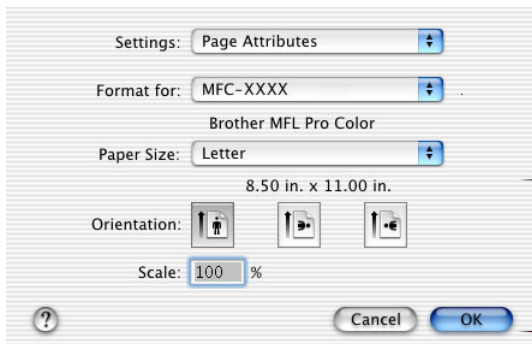 Settings: Page Attributes
Format for: MFC-XXXX
Brother MFL Pro Color
Paper Size: Letter
8.50 in. x 11.00 in.
Orientation:
Scale: 100 %
? Cancel OK